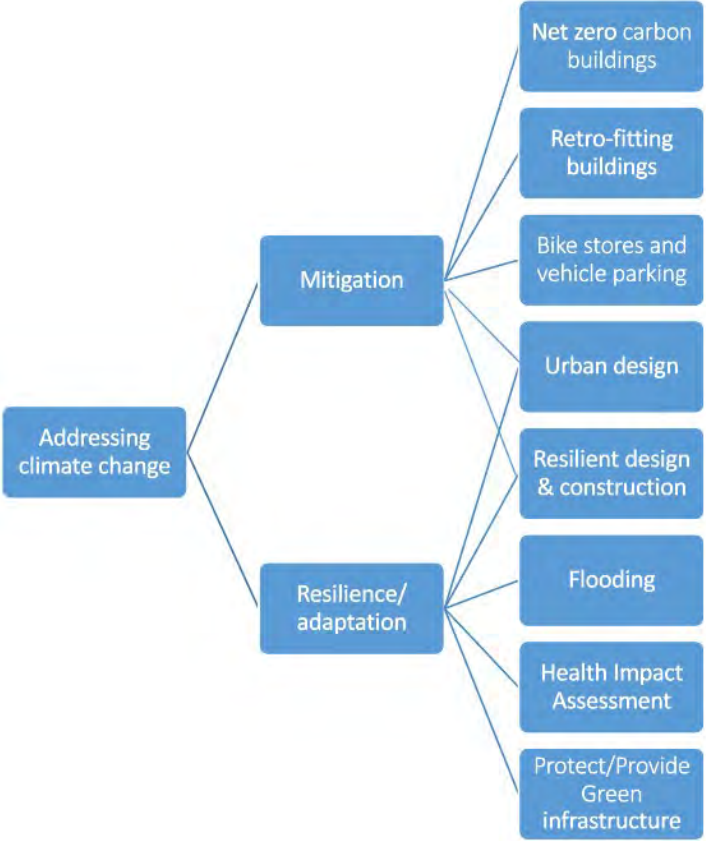 Addressing
climate change
Mitigation
Resilience/
adaptation
Net zero carbon
buildings
Retro-fitting
buildings
Bike stores and
vehicle parking
Urban design
Resilient design
& construction
Flooding
Health Impact
Assessment
Protect/Provide
Green
infrastructure